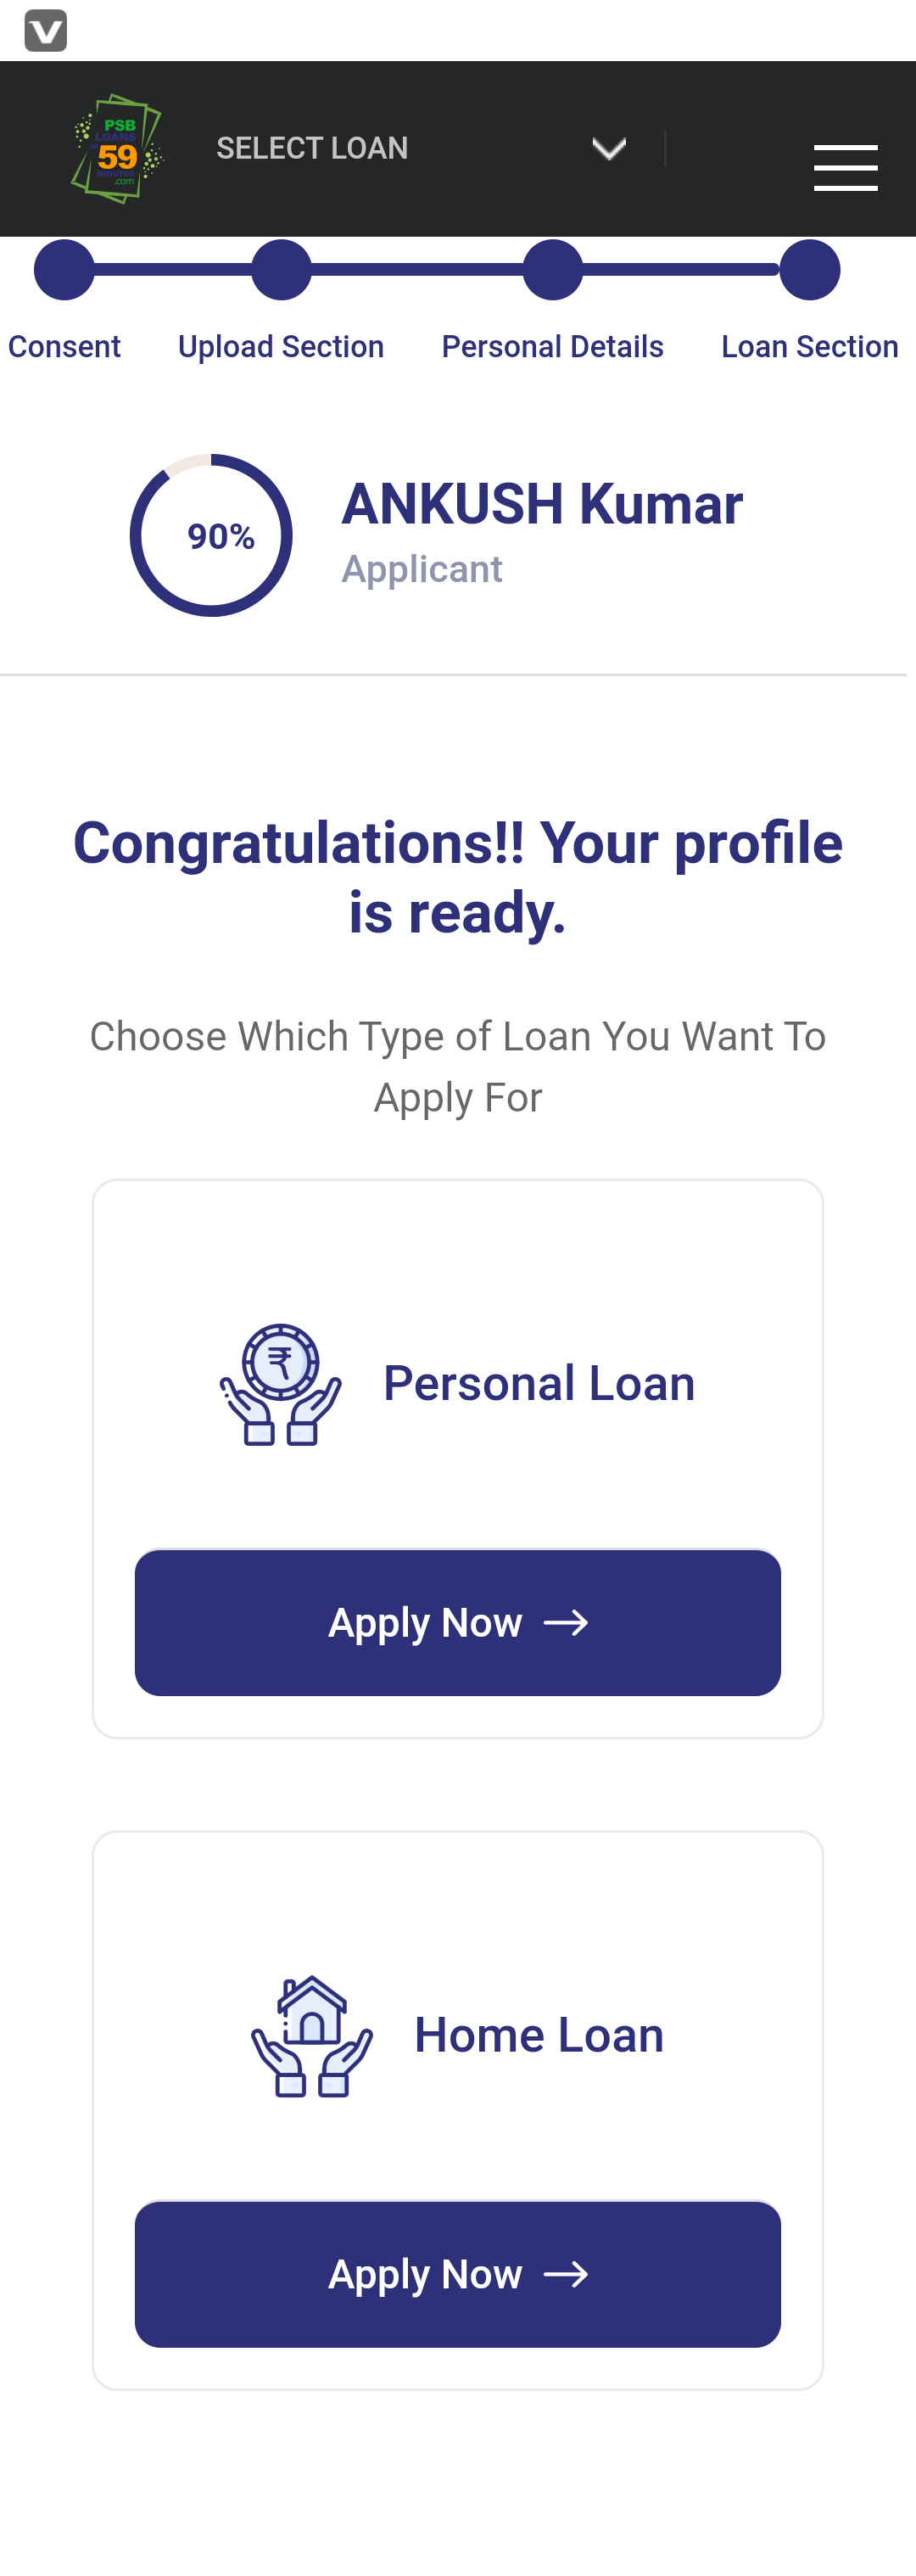 V
PSB
LOANS
IN 59
MINUTES
.com
SELECT LOAN
Consent
Upload Section
Personal Details
Loan Section
90%
ANKUSH Kumar
Applicant
Congratulations!! Your profile
is ready.
Choose Which Type of Loan You Want To
Apply For
Personal Loan
Apply Now
Home Loan
Apply Now